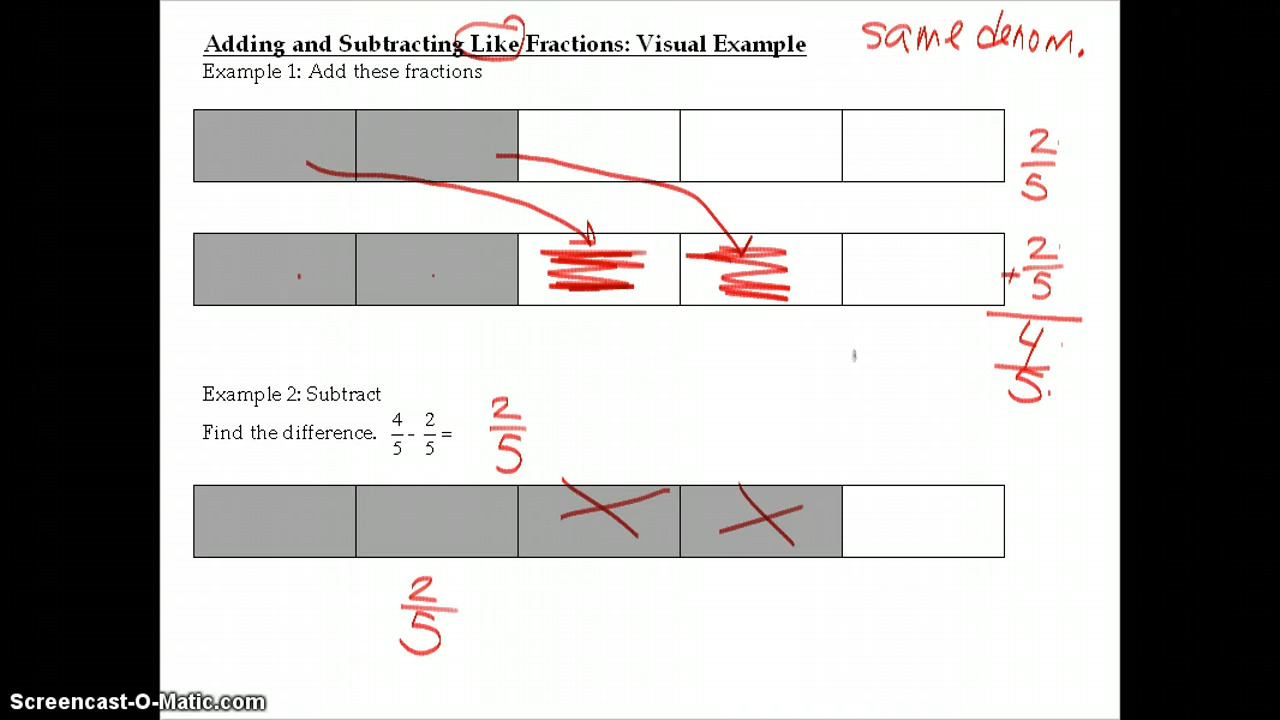 Adding and Subtracting Like Fractions: Visual Example
same denom.
Example 1: Add these fractions
2/5
+ 2/5
4/5
Example 2: Subtract
Find the difference. 4/5 - 2/5 = 2/5
2/5
Screencast-O-Matic.com